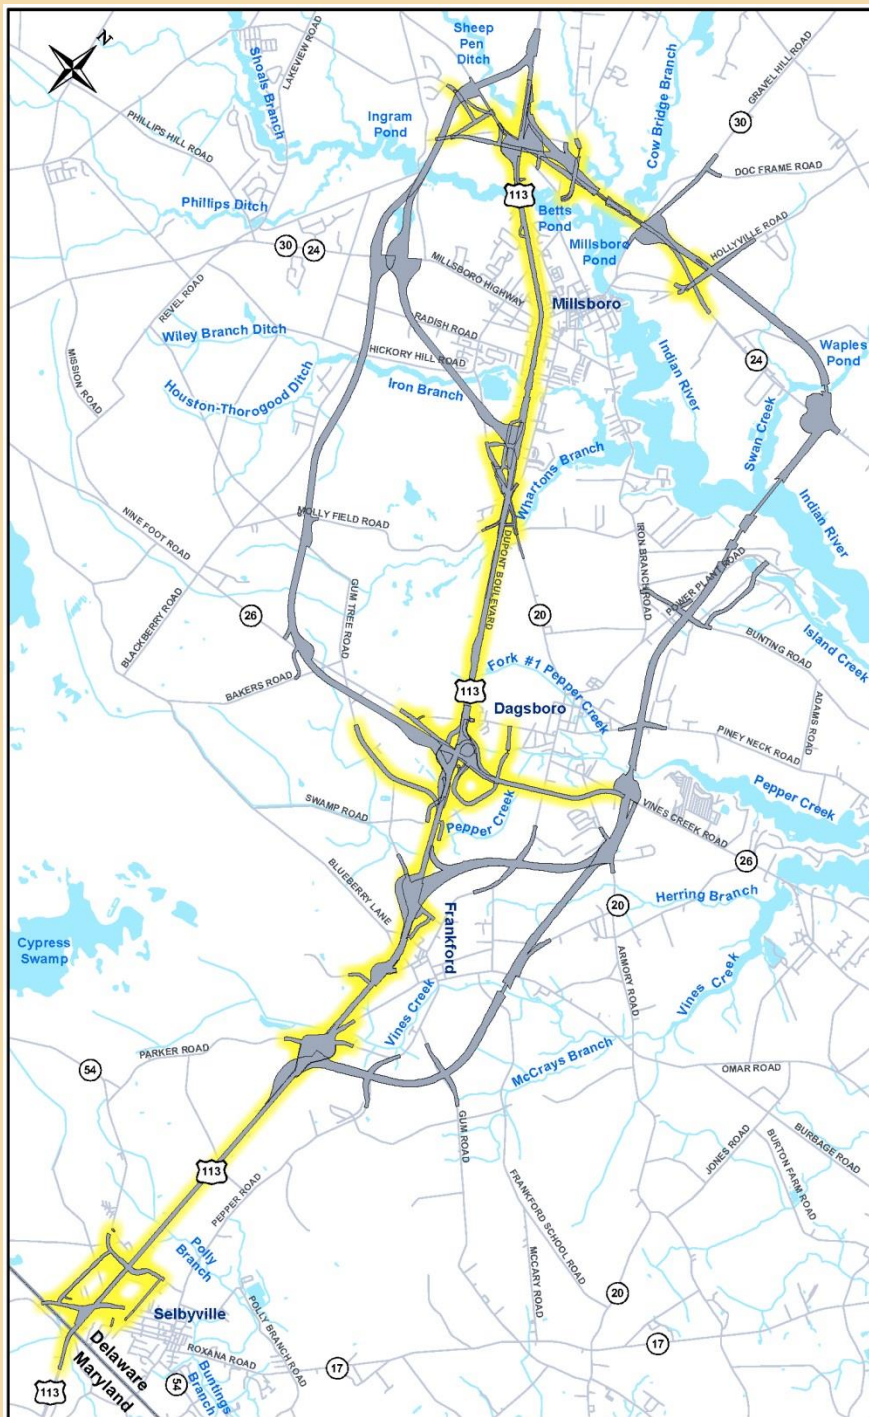 N
Sheep
Pen
Ditch
LAKEVIEW ROAD
Shoals Branch
GRAVEL HILL ROAD
Cow Bridge Branch
PHILLIPS HILL ROAD
Ingram
Pond
30
DOC FRAME ROAD
113
Phillips Ditch
Betts
Pond
HOLLYVILLE ROAD
30
24
Millsboro
Pond
MILLSBORO HIGHWAY
REVEL ROAD
Millsboro
RADISH ROAD
Wiley Branch Ditch
HICKORY HILL ROAD
Waples
Pond
24
MISSION ROAD
Houston-Thorogood Ditch
Iron Branch
Indian River
Swan Creek
Whartons Branch
MOLLY FIELD ROAD
NINE FOOT ROAD
Indian River
DUPONT BOULEVARD
IRON BRANCH ROAD
POWER PLANT ROAD
BLACKBERRY ROAD
GUM TREE ROAD
26
20
Island Creek
BUNTING ROAD
Fork #1 Pepper Creek
BAKERS ROAD
113
Dagsboro
ADAMS ROAD
PINEY NECK ROAD
Pepper Creek
SWAMP ROAD
Pepper Creek
VINES CREEK ROAD
26
BLUEBERRY LANE
Herring Branch
20
Frankford
Cypress
Swamp
ARMORY ROAD
Vines Creek
Vines Creek
PARKER ROAD
54
McCrays Branch
OMAR ROAD
GUM ROAD
JONES ROAD
BURBAGE ROAD
BURTON FARM ROAD
113
PEPPER ROAD
FRANKFORD SCHOOL ROAD
MCCARY ROAD
Polly
Branch
20
Selbyville
POLLY BRANCH ROAD
17
ROXANA ROAD
17
Delaware
Maryland
54
Buntings
Branch
113